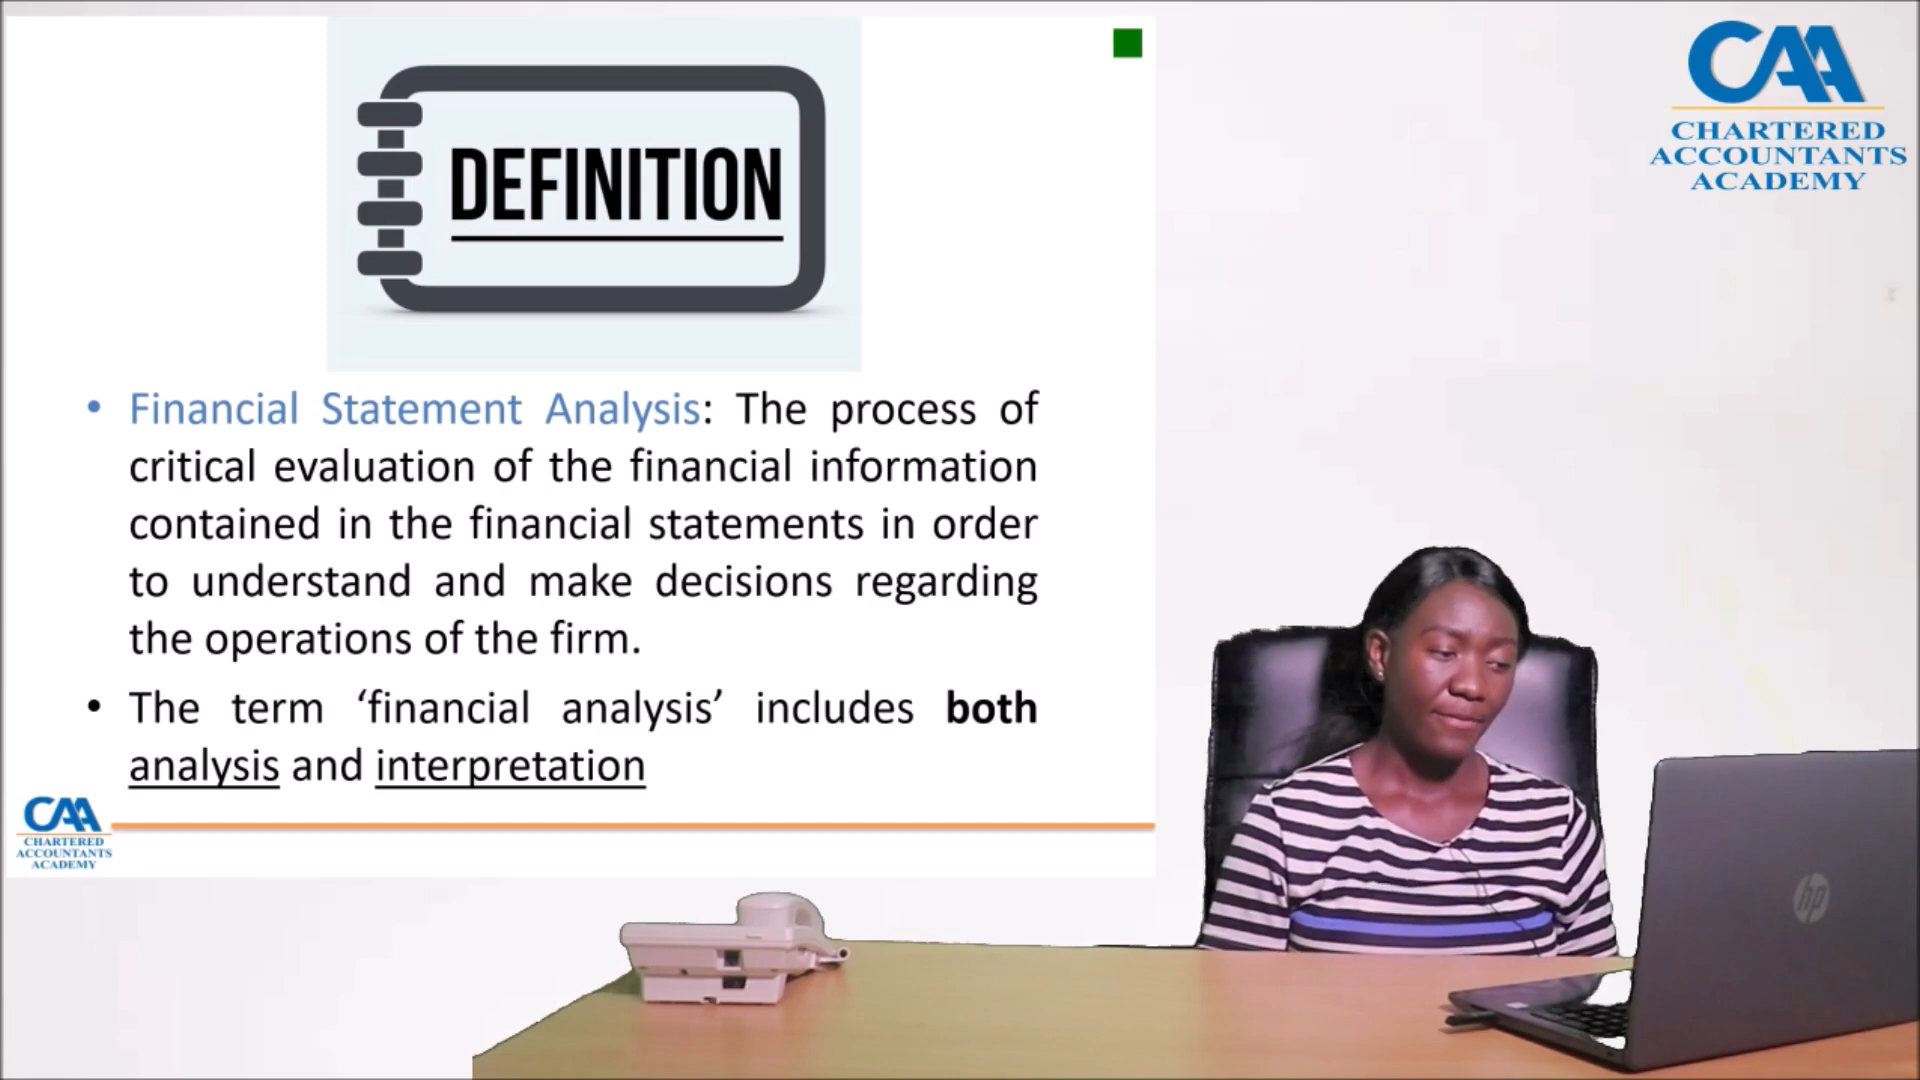 DEFINITION
• Financial Statement Analysis: The process of
critical evaluation of the financial information
contained in the financial statements in order
to understand and make decisions regarding
the operations of the firm.
• The term ‘financial analysis’ includes both
analysis and interpretation
CAA
CHARTERED
ACCOUNTANTS
ACADEMY
CAA
CHARTERED
ACCOUNTANTS
ACADEMY
hp